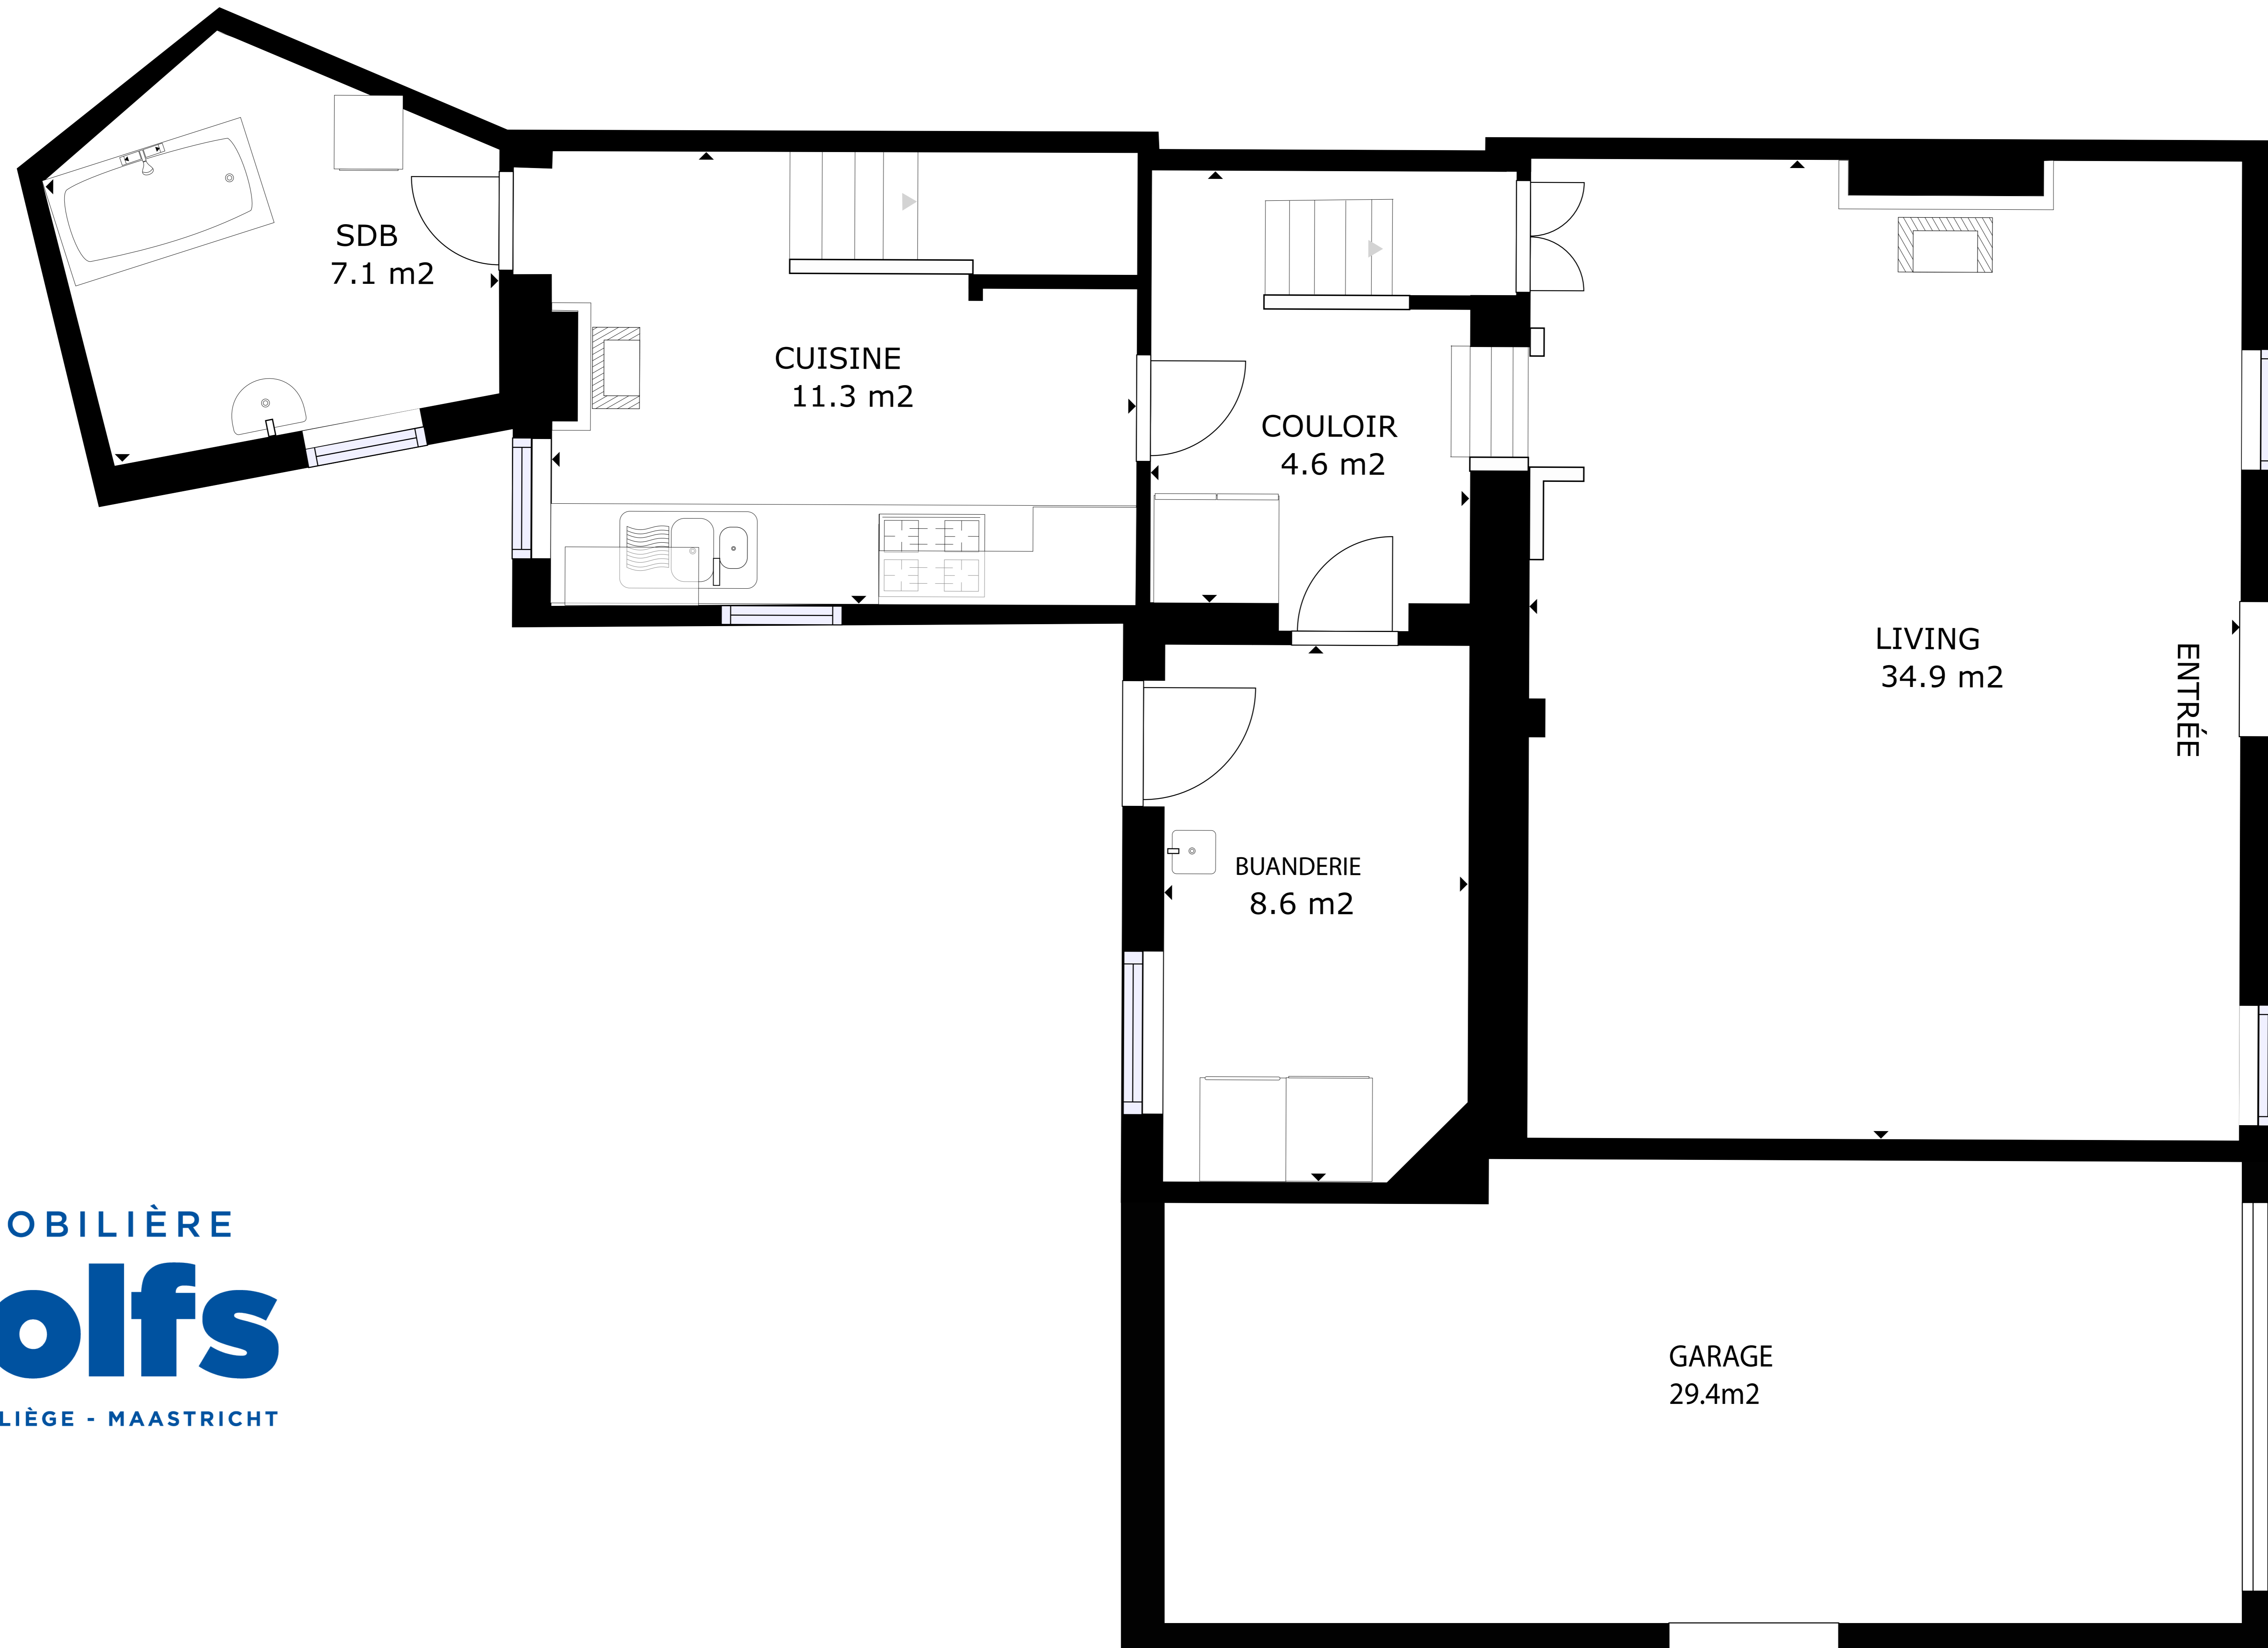 SDB
7.1 m2
CUISINE
11.3 m2
COULOIR
4.6 m2
LIVING
34.9 m2
ENTRÉE
BUANDERIE
8.6 m2
GARAGE
29.4m2
OBILIÈRE
olfs
LIÈGE - MAASTRICHT